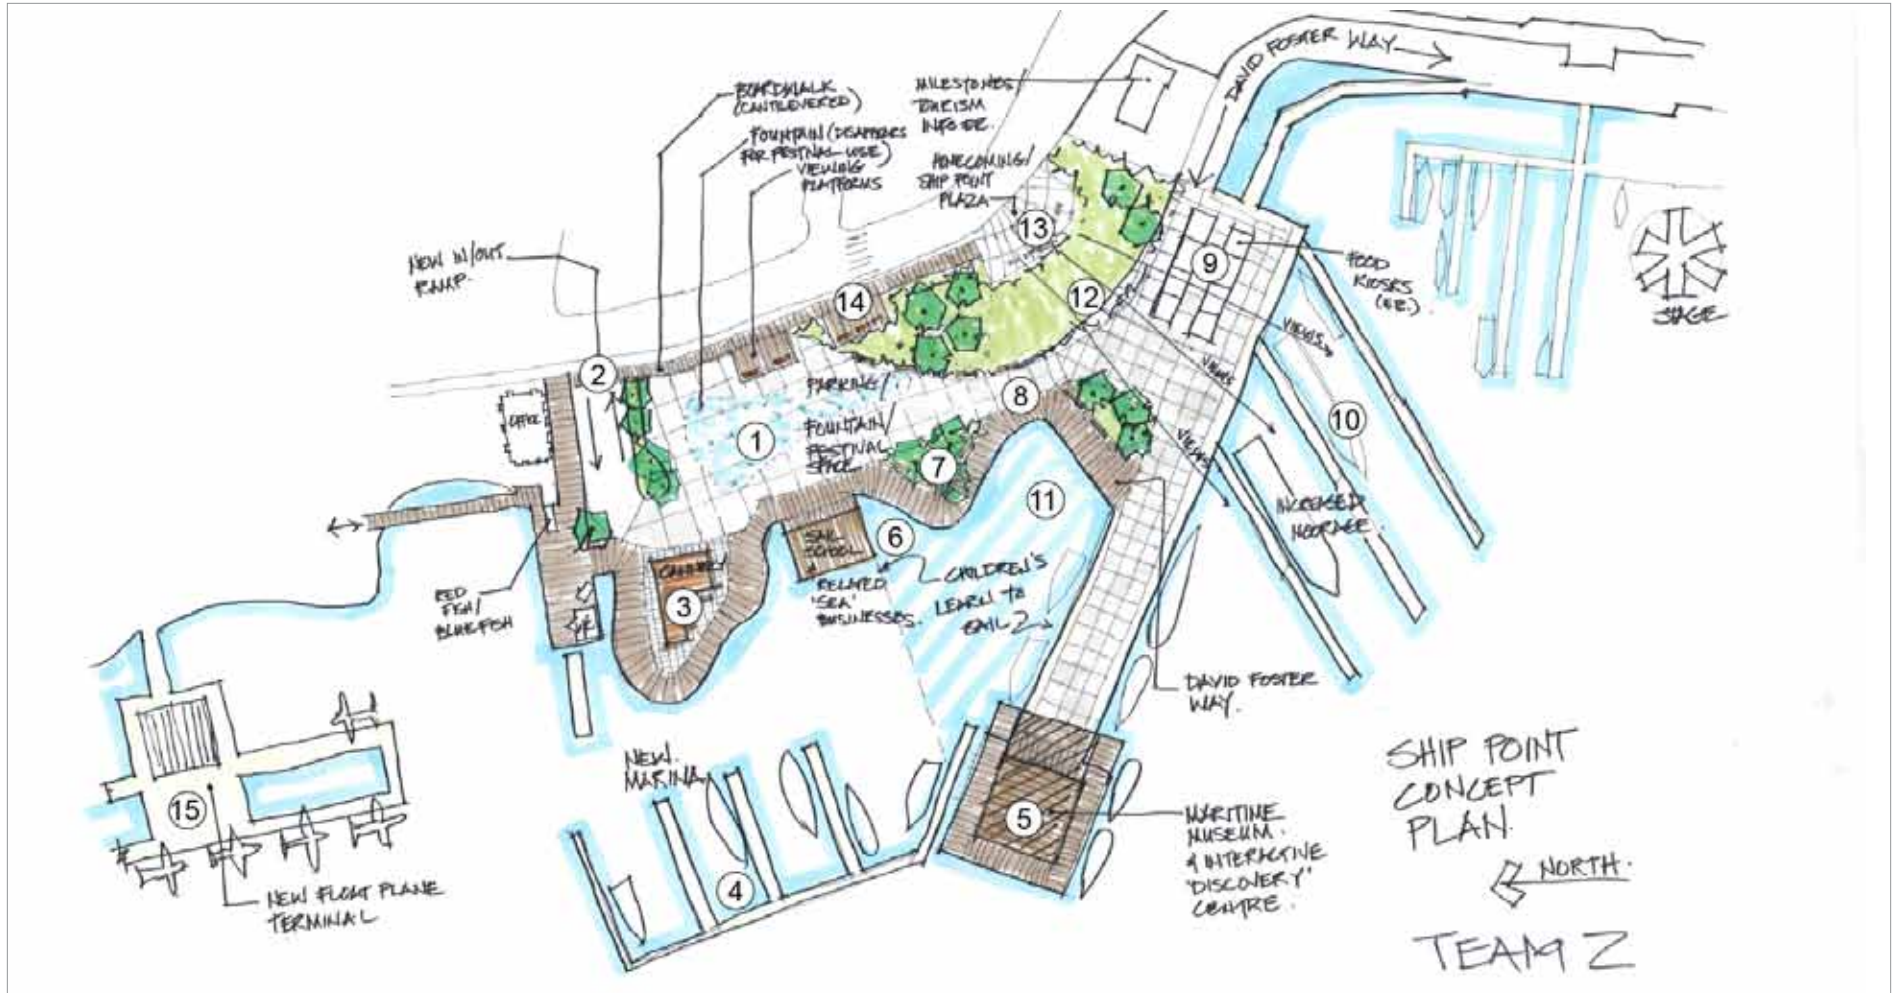 BOARDWALK
(CANTILEVERED)
FOUNTAIN (DISAPPEARS
FOR FESTIVAL USE)
VIEWING
PLATFORMS
MILESTONES/
TOURISM
INFO
HOMECOMING/
SHIP POINT
PLAZA
DAVID FOSTER WAY
NEW IN/OUT
RAMP
13
9
FOOD
KIOSKS
STAGE
14
12
VIEWS
VIEWS
VIEWS
2
OFFICE
PARKING/
FOUNTAIN/
FESTIVAL
SPACE
1
8
7
10
11
INCREASED
MOORAGE
6
SAIL
SCHOOL
RELATED
'SEA'
BUSINESSES.
CHILDREN'S
LEARN TO
SAIL
RED
FISH/
BLUE FISH
3
DAVID FOSTER
WAY.
NEW
MARINA
4
5
MARITIME
MUSEUM.
& INTERACTIVE
'DISCOVERY'
CENTRE.
15
NEW FLOAT PLANE
TERMINAL
SHIP POINT
CONCEPT
PLAN.
NORTH.
TEAM 2